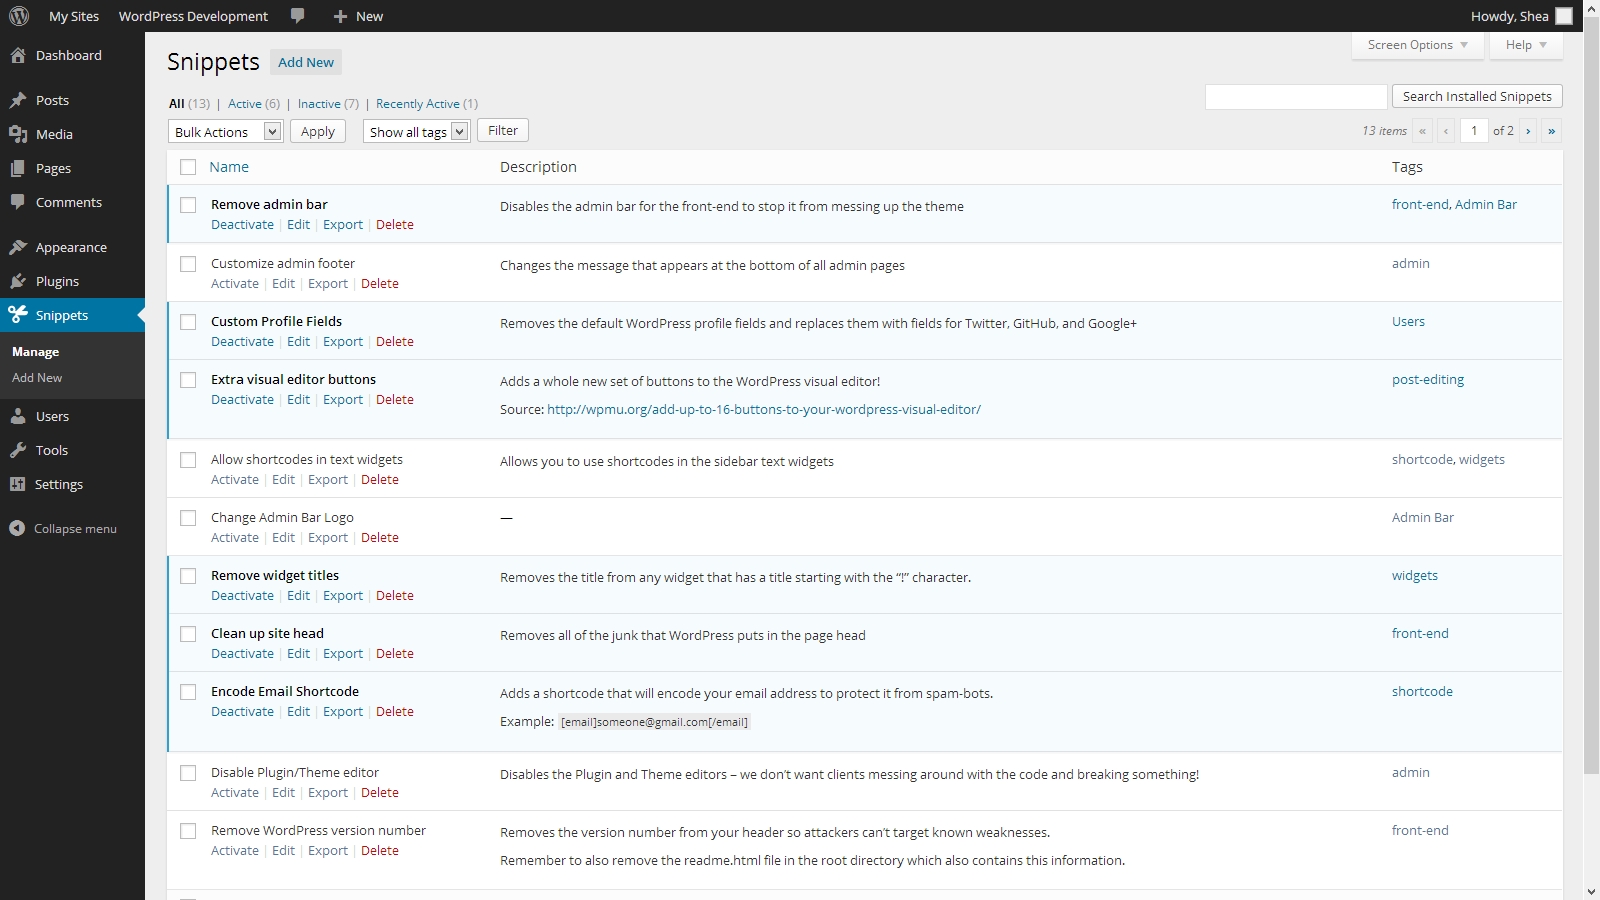 My Sites WordPress Development New Howdy, Shea
Dashboard
Posts
Media
Pages
Comments
Appearance
Plugins
Snippets
Manage
Add New
Users
Tools
Settings
Collapse menu
Screen Options Help
Snippets Add New
All (13) | Active (6) | Inactive (7) | Recently Active (1)
Search Installed Snippets
Bulk Actions Apply Show all tags Filter 13 items « ‹ 1 of 2 › »
Name Description Tags
Remove admin bar Disables the admin bar for the front-end to stop it from messing up the theme front-end, Admin Bar
Deactivate | Edit | Export | Delete
Customize admin footer Changes the message that appears at the bottom of all admin pages admin
Activate | Edit | Export | Delete
Custom Profile Fields Removes the default WordPress profile fields and replaces them with fields for Twitter, GitHub, and Google+ Users
Deactivate | Edit | Export | Delete
Extra visual editor buttons Adds a whole new set of buttons to the WordPress visual editor! post-editing
Deactivate | Edit | Export | Delete
Source: http://wpmu.org/add-up-to-16-buttons-to-your-wordpress-visual-editor/
Allow shortcodes in text widgets Allows you to use shortcodes in the sidebar text widgets shortcode, widgets
Activate | Edit | Export | Delete
Change Admin Bar Logo — Admin Bar
Activate | Edit | Export | Delete
Remove widget titles Removes the title from any widget that has a title starting with the “!” character. widgets
Deactivate | Edit | Export | Delete
Clean up site head Removes all of the junk that WordPress puts in the page head front-end
Deactivate | Edit | Export | Delete
Encode Email Shortcode Adds a shortcode that will encode your email address to protect it from spam-bots. shortcode
Deactivate | Edit | Export | Delete
Example: [email]someone@gmail.com[/email]
Disable Plugin/Theme editor Disables the Plugin and Theme editors – we don’t want clients messing around with the code and breaking something! admin
Activate | Edit | Export | Delete
Remove WordPress version number Removes the version number from your header so attackers can’t target known weaknesses. front-end
Activate | Edit | Export | Delete
Remember to also remove the readme.html file in the root directory which also contains this information.